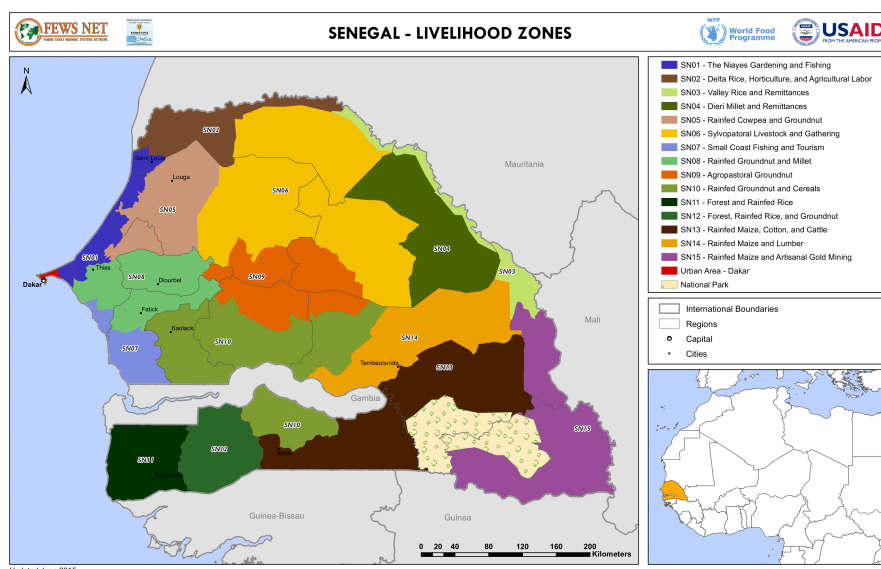 FEWS NET
FAMINE EARLY WARNING SYSTEMS NETWORK
SENEGAL - LIVELIHOOD ZONES
WFP
World Food
Programme
USAID
FROM THE AMERICAN PEOPLE
N
SN02
Saint Louis
Louga
SN05
SN06
SN01
Thies
SN08
Diourbel
SN09
SN04
SN03
Dakar
Fatick
Kaolack
SN07
SN10
SN14
Tambacounda
SN13
Mauritania
Mali
Gambia
SN10
SN11
SN12
SN15
Guinea-Bissau
Guinea
0 20 40 80 120 160 200
Kilometers
SN01 - The Niayes Gardening and Fishing
SN02 - Delta Rice, Horticulture, and Agricultural Labor
SN03 - Valley Rice and Remittances
SN04 - Dieri Millet and Remittances
SN05 - Rainfed Cowpea and Groundnut
SN06 - Sylvopatoral Livestock and Gathering
SN07 - Small Coast Fishing and Tourism
SN08 - Rainfed Groundnut and Millet
SN09 - Agropastoral Groundnut
SN10 - Rainfed Groundnut and Cereals
SN11 - Forest and Rainfed Rice
SN12 - Forest, Rainfed Rice, and Groundnut
SN13 - Rainfed Maize, Cotton, and Cattle
SN14 - Rainfed Maize and Lumber
SN15 - Rainfed Maize and Artisanal Gold Mining
Urban Area - Dakar
National Park
International Boundaries
Regions
Capital
Cities